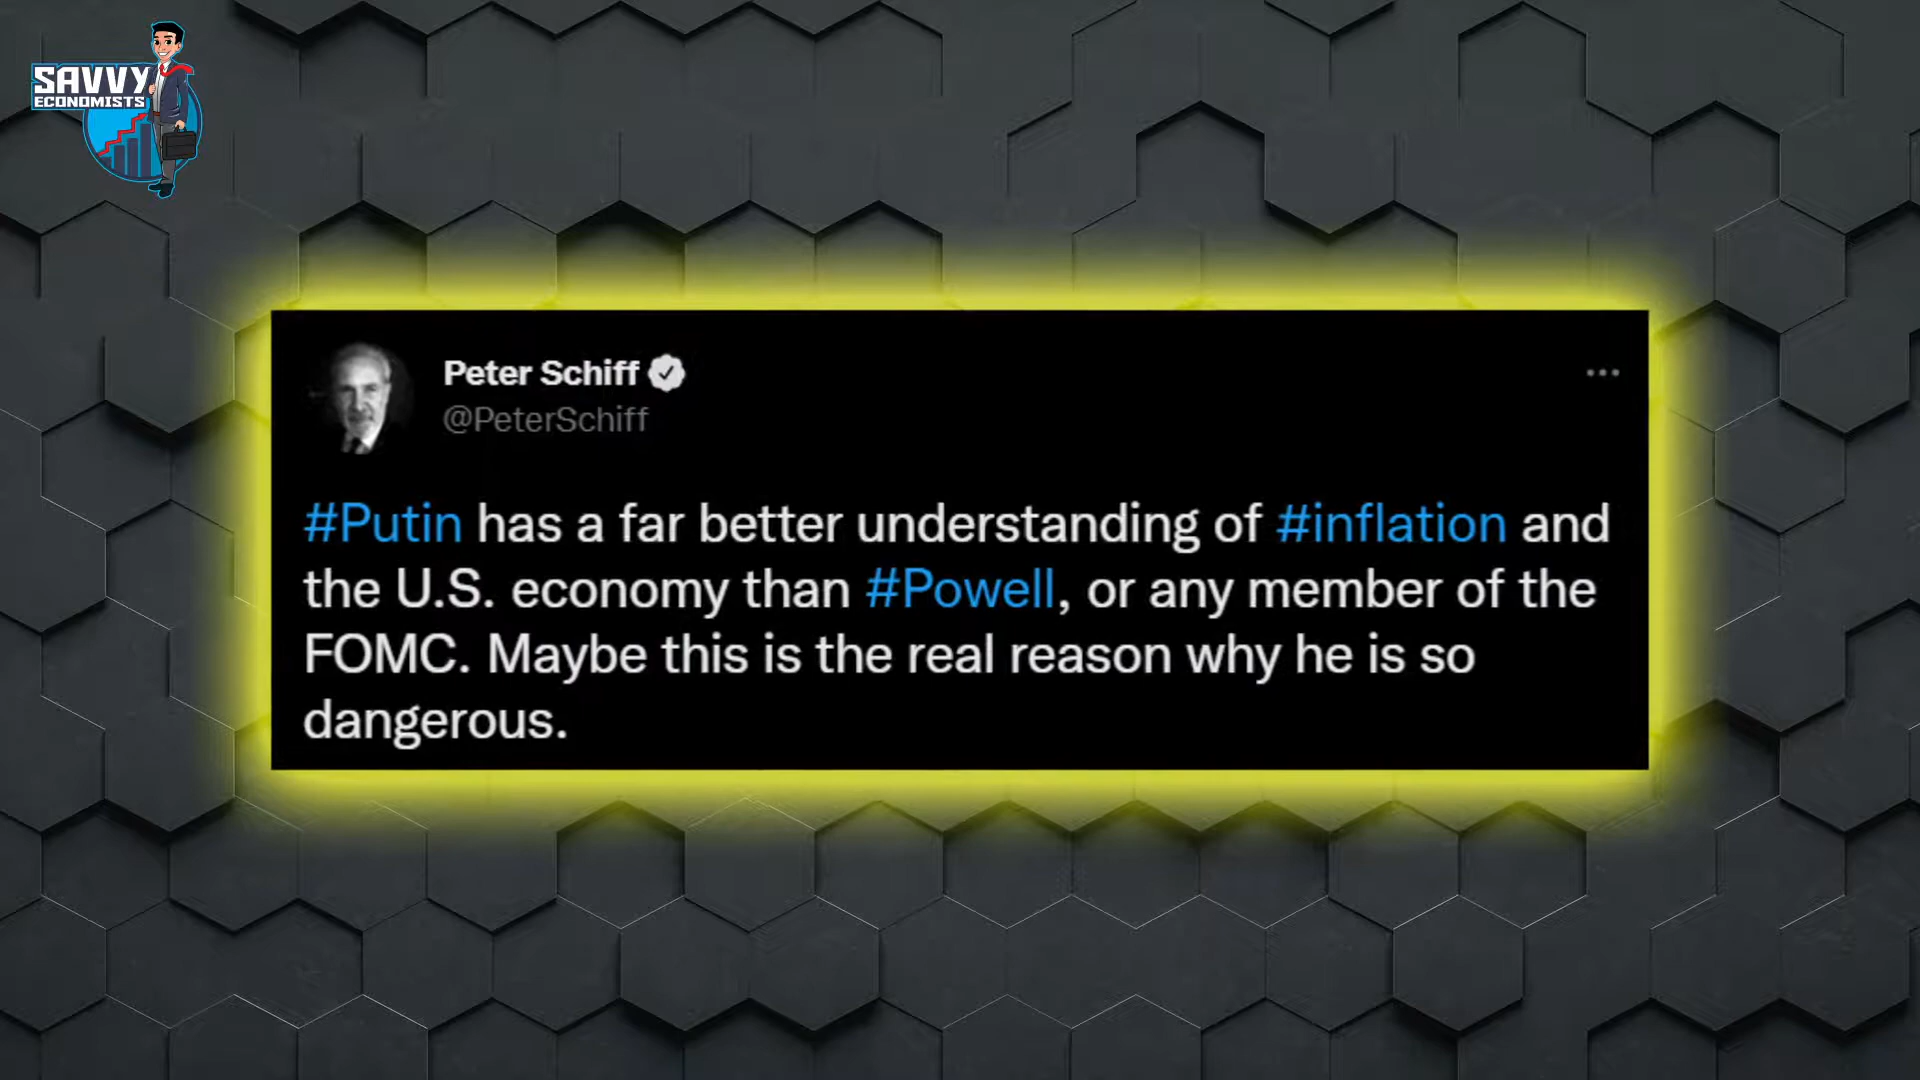 SAVVY
ECONOMISTS
Peter Schiff
@PeterSchiff
#Putin has a far better understanding of #inflation and
the U.S. economy than #Powell, or any member of the
FOMC. Maybe this is the real reason why he is so
dangerous.